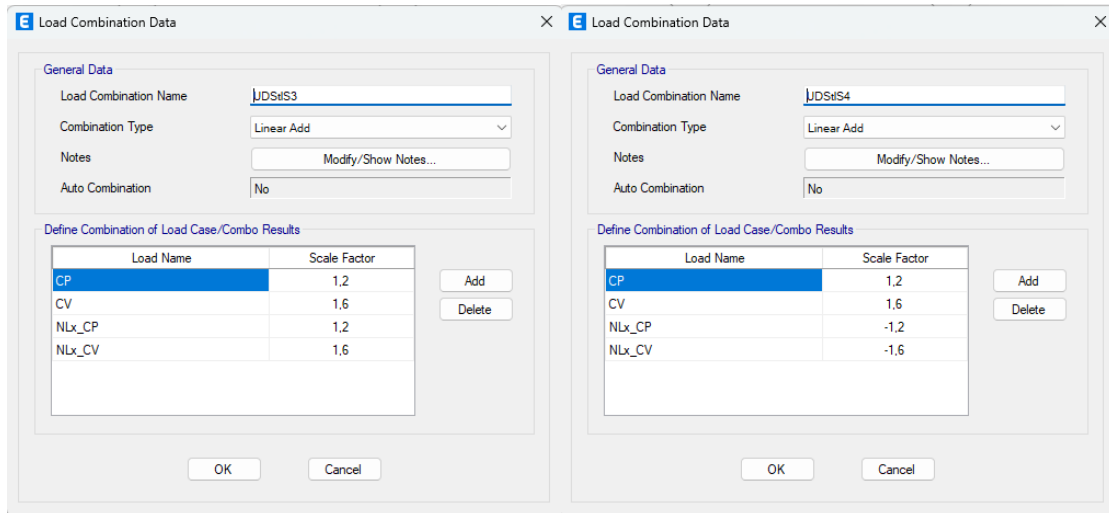 E Load Combination Data
General Data
Load Combination Name UDStlS3
Combination Type Linear Add
Notes Modify/Show Notes...
Auto Combination No
Define Combination of Load Case/Combo Results
Load Name Scale Factor
CP 1,2
CV 1,6
NLx_CP 1,2
NLx_CV 1,6
Add
Delete
OK Cancel
E Load Combination Data
General Data
Load Combination Name UDStlS4
Combination Type Linear Add
Notes Modify/Show Notes...
Auto Combination No
Define Combination of Load Case/Combo Results
Load Name Scale Factor
CP 1,2
CV 1,6
NLx_CP -1,2
NLx_CV -1,6
Add
Delete
OK Cancel